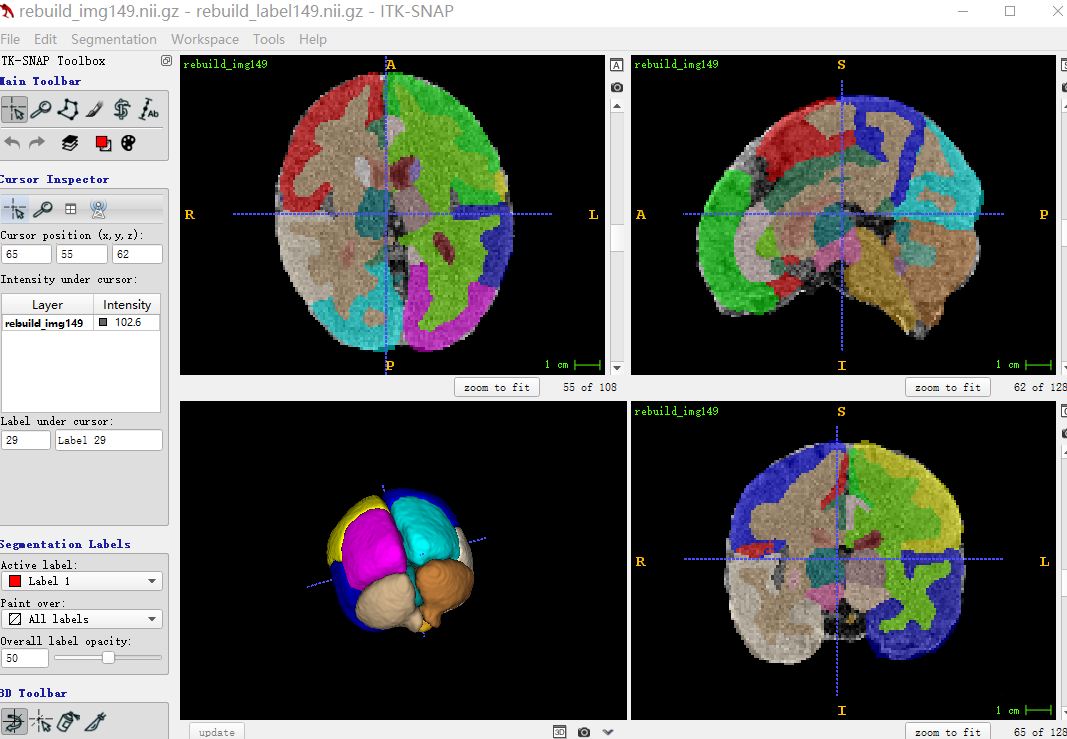 rebuild_img149.nii.gz - rebuild_label149.nii.gz - ITK-SNAP
File Edit Segmentation Workspace Tools Help
TK-SNAP Toolbox
Main Toolbar
Ab
Cursor Inspector
Cursor position (x,y,z):
65 55 62
Intensity under cursor:
Layer Intensity
rebuild_img149 102.6
Label under cursor:
29 Label 29
Segmentation Labels
Active label:
Label 1
Paint over:
All labels
Overall label opacity:
50
3D Toolbar
rebuild_img149
A
R
L
P
1 cm
A
zoom to fit 55 of 108
rebuild_img149
S
A
P
I
1 cm
zoom to fit 62 of 128
update
3D
rebuild_img149
S
R
L
I
1 cm
zoom to fit 65 of 128